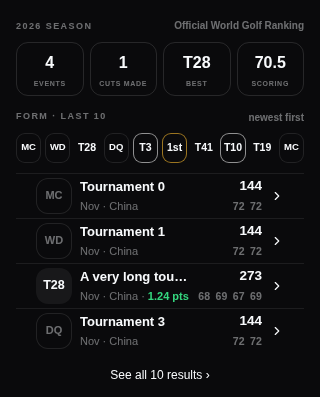 2026 SEASON Official World Golf Ranking
4 1 T28 70.5
EVENTS CUTS MADE BEST SCORING
FORM · LAST 10 newest first
MC WD T28 DQ T3 1st T41 T10 T19 MC
MC Tournament 0 144
Nov · China 72 72
WD Tournament 1 144
Nov · China 72 72
T28 A very long tou… 273
Nov · China · 1.24 pts 68 69 67 69
DQ Tournament 3 144
Nov · China 72 72
See all 10 results ›